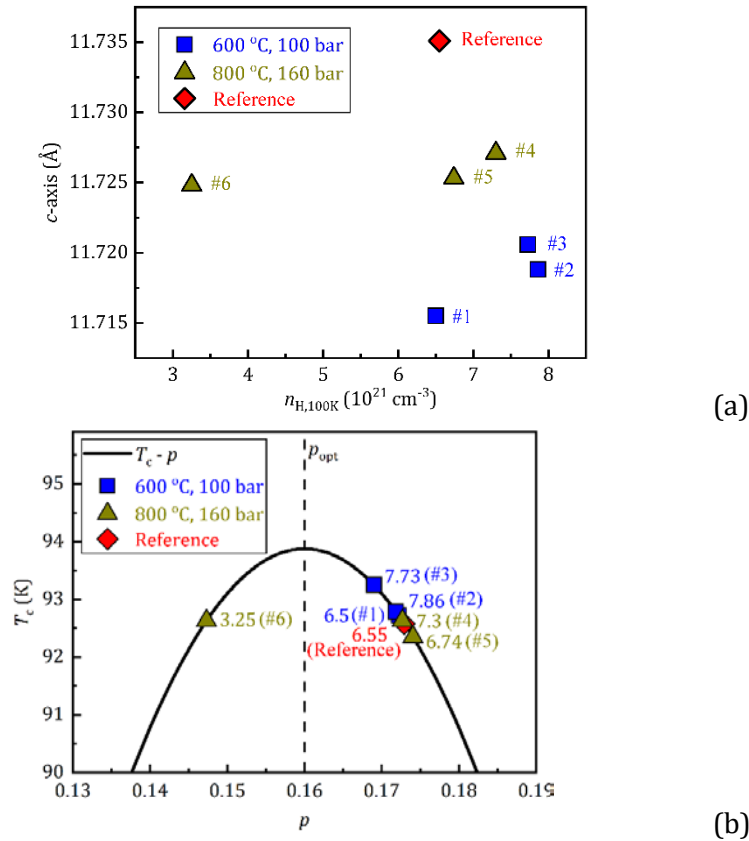 11.735
11.730
11.725
11.720
11.715
c-axis (Å)
600 °C, 100 bar
800 °C, 160 bar
Reference
Reference
#4
#5
#6
#3
#2
#1
3 4 5 6 7 8
nH,100K (10²¹ cm⁻³)
(a)
95
94
93
92
91
90
Tc (K)
Tc - p
600 °C, 100 bar
800 °C, 160 bar
Reference
popt
7.73 (#3)
7.86 (#2)
6.5 (#1)
7.3 (#4)
6.55
6.74 (#5)
(Reference)
3.25 (#6)
0.13 0.14 0.15 0.16 0.17 0.18 0.19
p
(b)